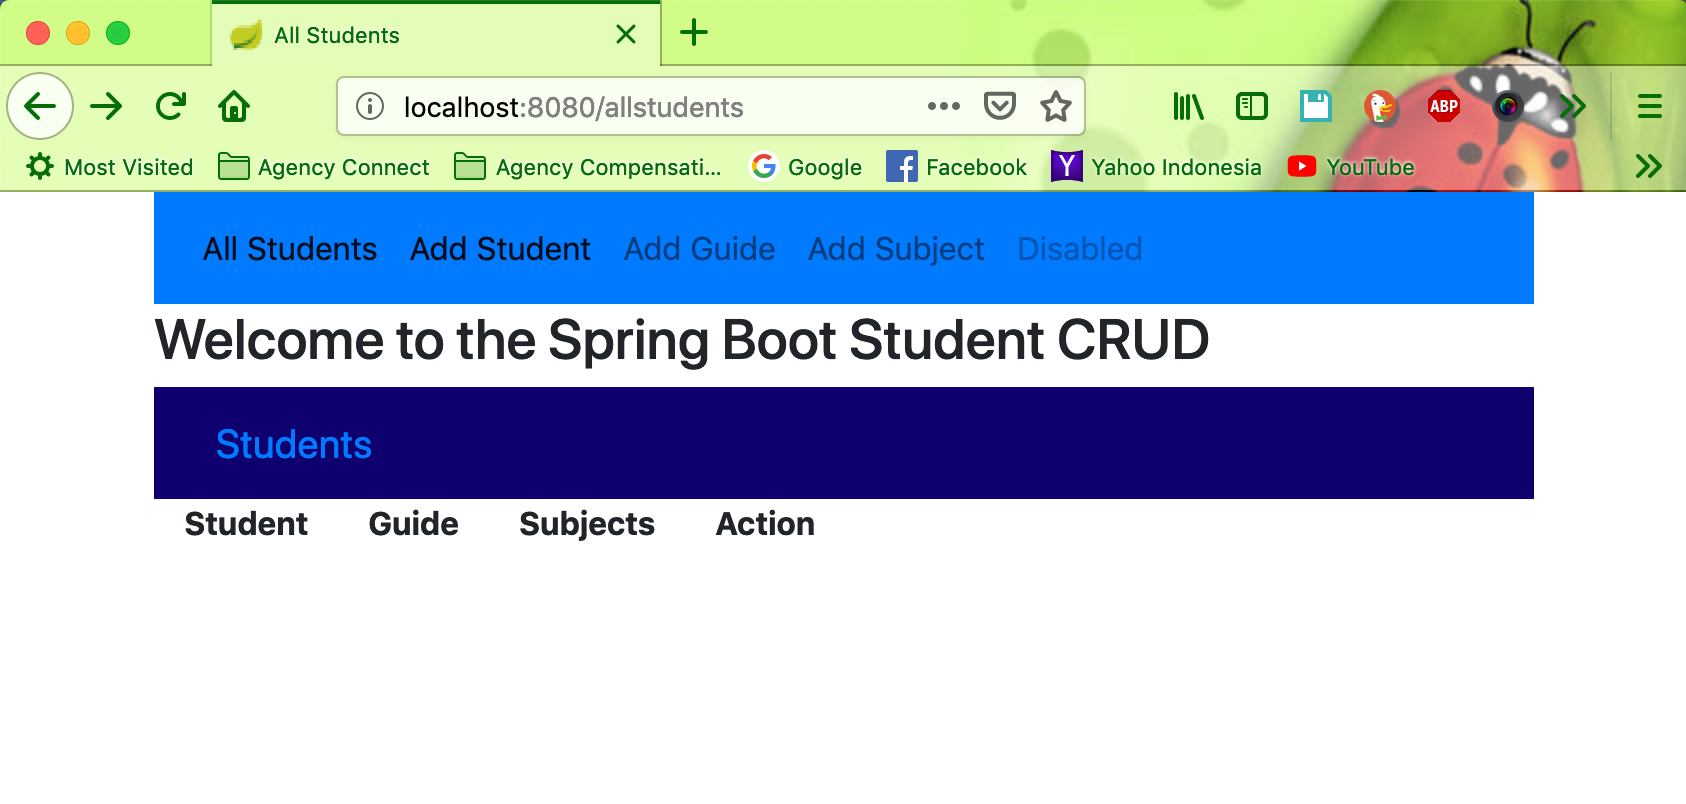 All Students
localhost:8080/allstudents
ABP
Most Visited Agency Connect Agency Compensati... Google Facebook Yahoo Indonesia YouTube
All Students Add Student Add Guide Add Subject Disabled
Welcome to the Spring Boot Student CRUD
Students
Student Guide Subjects Action